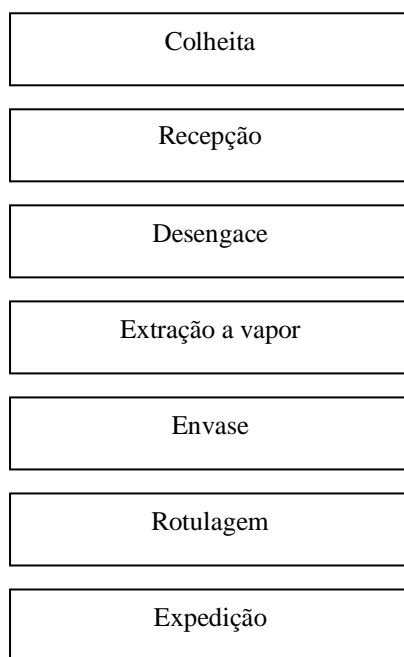 Colheita
Recepção
Desengace
Extração a vapor
Envase
Rotulagem
Expedição